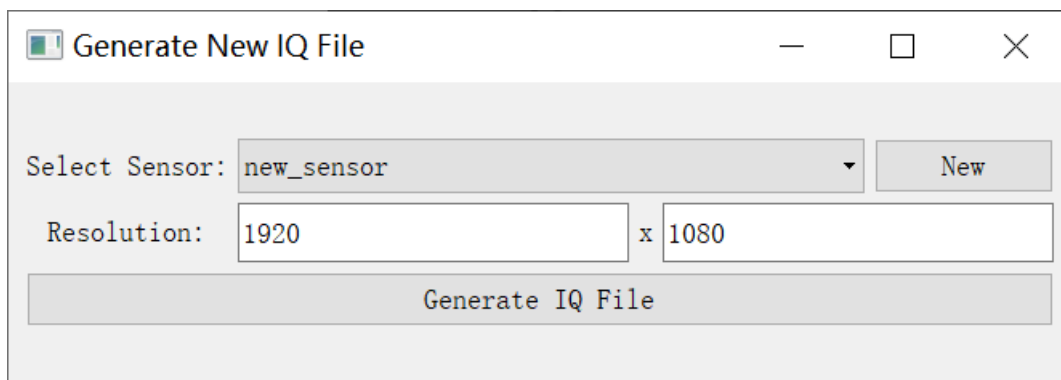 Generate New IQ File
Select Sensor: new_sensor New
Resolution: 1920 x 1080
Generate IQ File